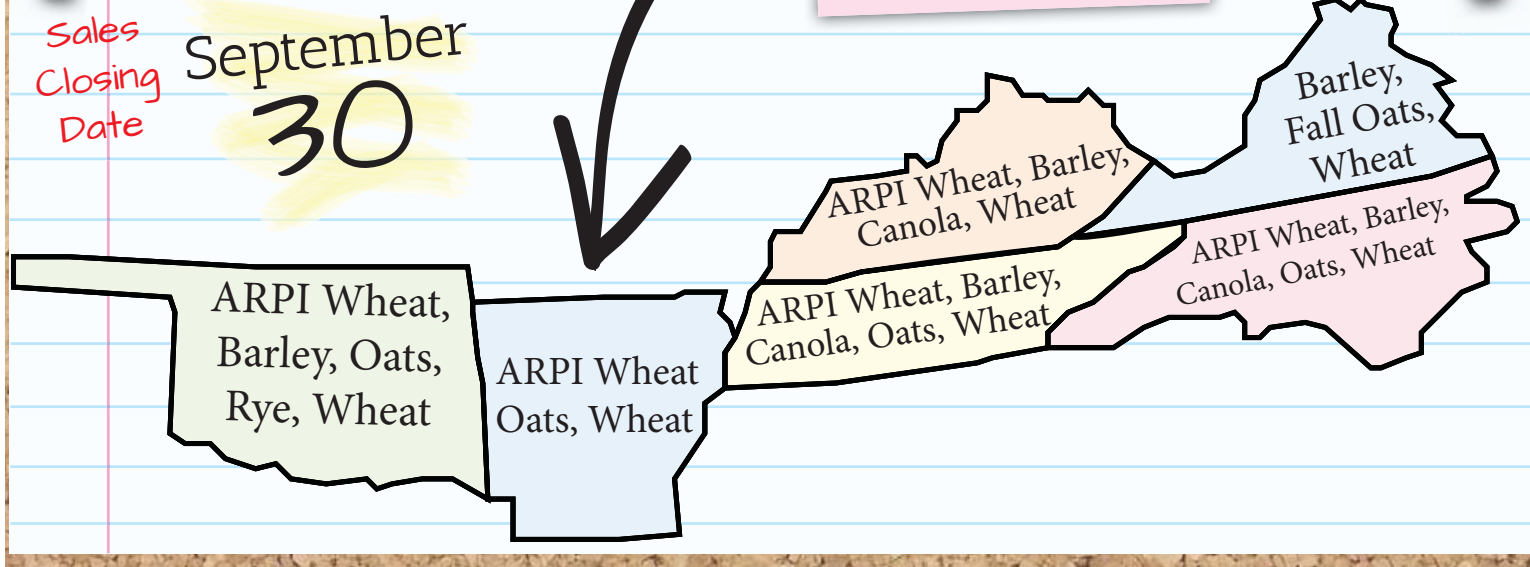 Sales
Closing
Date
September
30
ARPI Wheat,
Barley, Oats,
Rye, Wheat
ARPI Wheat
Oats, Wheat
ARPI Wheat, Barley,
Canola, Wheat
ARPI Wheat, Barley,
Canola, Oats, Wheat
Barley,
Fall Oats,
Wheat
ARPI Wheat, Barley,
Canola, Oats, Wheat